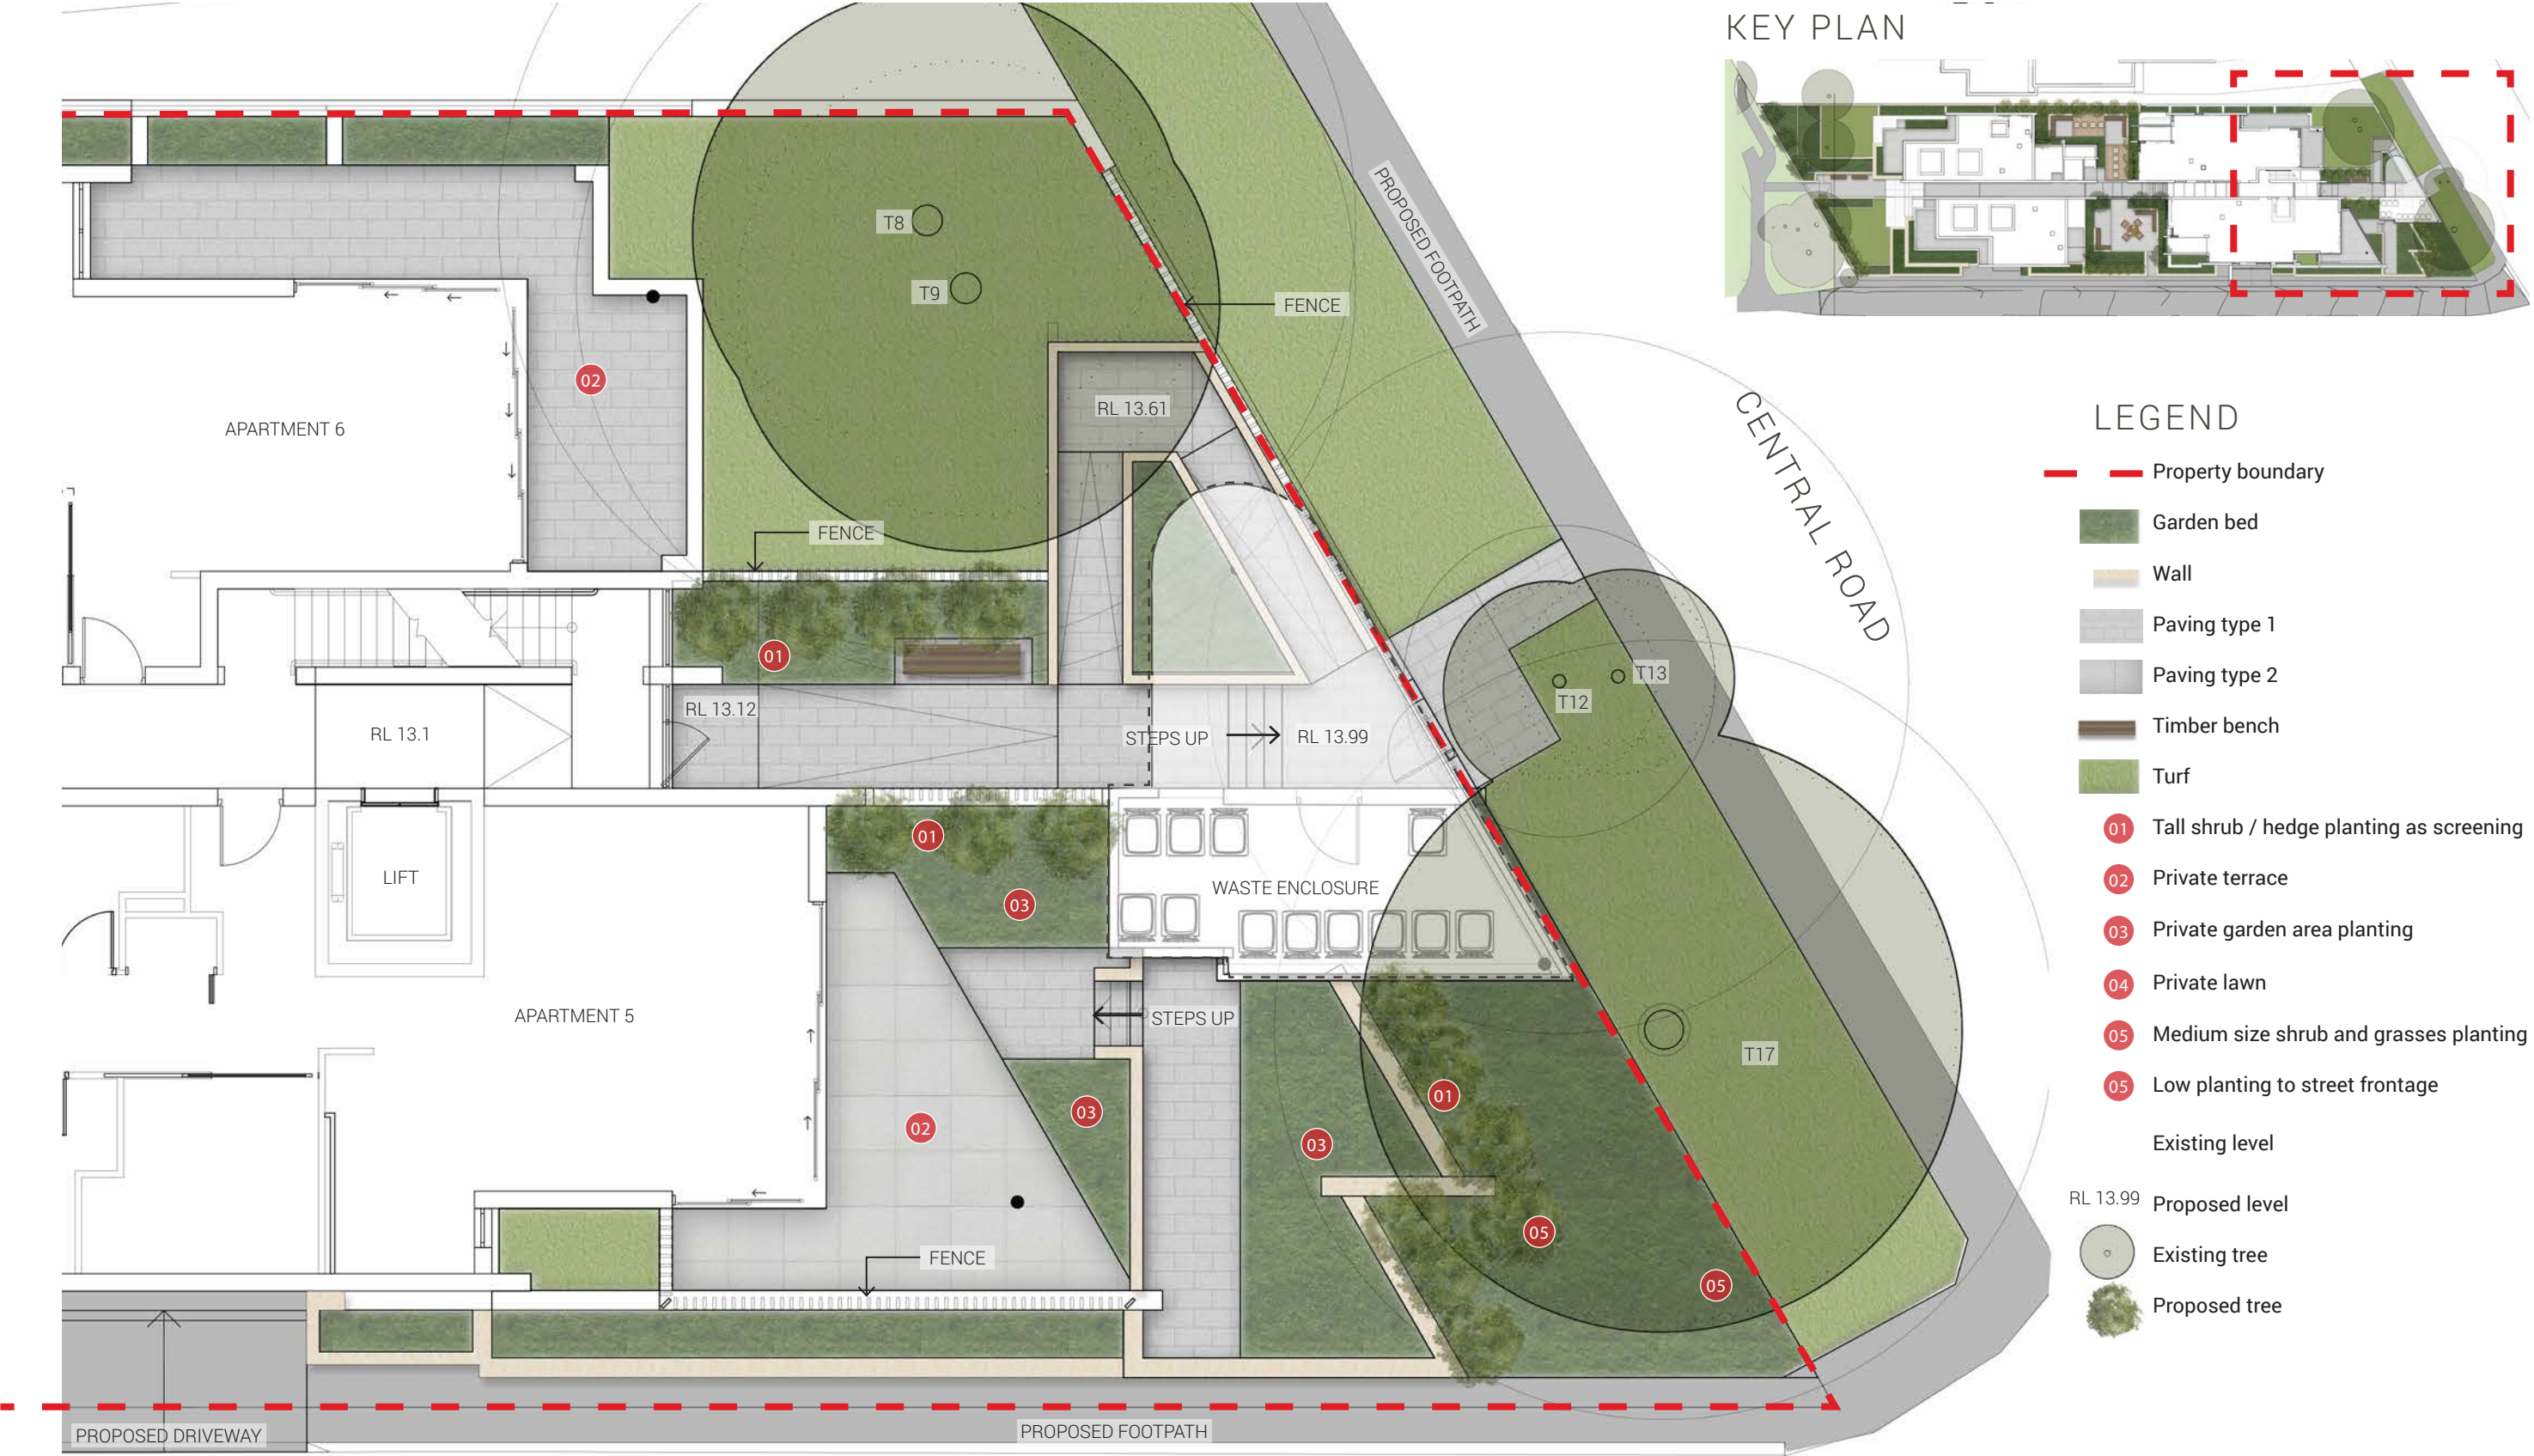 KEY PLAN
PROPOSED FOOTPATH
T8
T9
FENCE
02
APARTMENT 6
RL 13.61
CENTRAL ROAD
FENCE
01
RL 13.12
RL 13.1
STEPS UP
RL 13.99
T12
T13
LIFT
01
03
WASTE ENCLOSURE
APARTMENT 5
STEPS UP
T17
01
03
02
03
05
05
FENCE
PROPOSED DRIVEWAY
PROPOSED FOOTPATH
LEGEND
Property boundary
Garden bed
Wall
Paving type 1
Paving type 2
Timber bench
Turf
01 Tall shrub / hedge planting as screening
02 Private terrace
03 Private garden area planting
04 Private lawn
05 Medium size shrub and grasses planting
05 Low planting to street frontage
Existing level
RL 13.99 Proposed level
Existing tree
Proposed tree